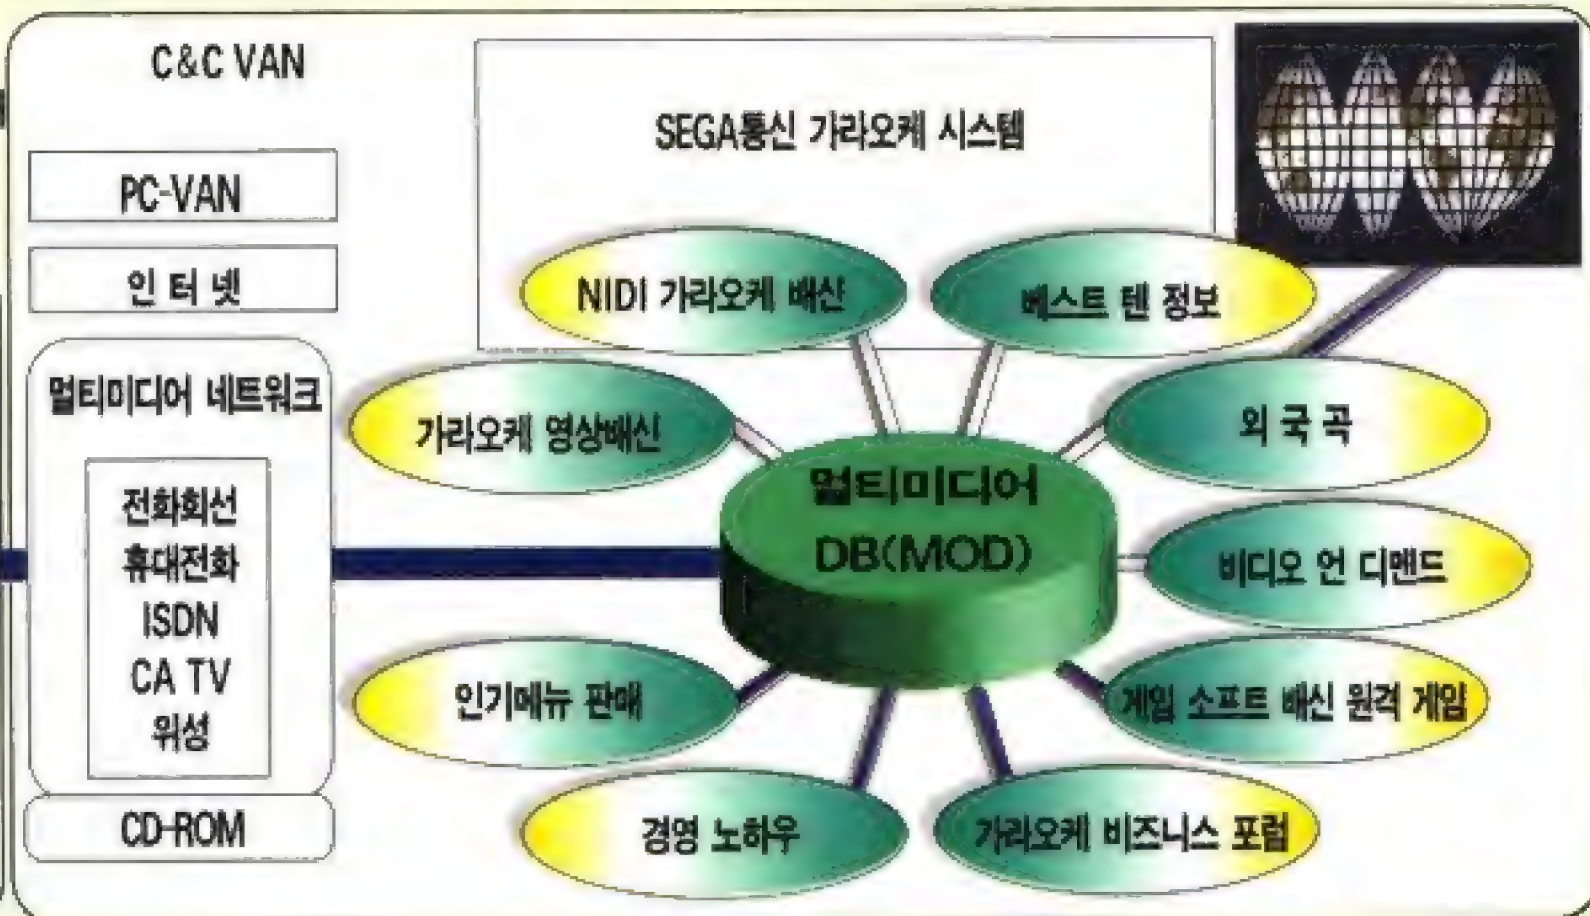 C&C VAN
PC-VAN
인터넷
멀티미디어 네트워크
전화회선
휴대전화
ISDN
CA TV
위성
CD-ROM
SEGA통신 가라오케 시스템
NIDI 가라오케 배신
베스트 텐 정보
가라오케 영상배신
외국곡
멀티미디어
DB(MOD)
비디오 언 디맨드
인기메뉴 판매
게임 소프트 배신 원격 게임
경영 노하우
가라오케 비즈니스 포럼